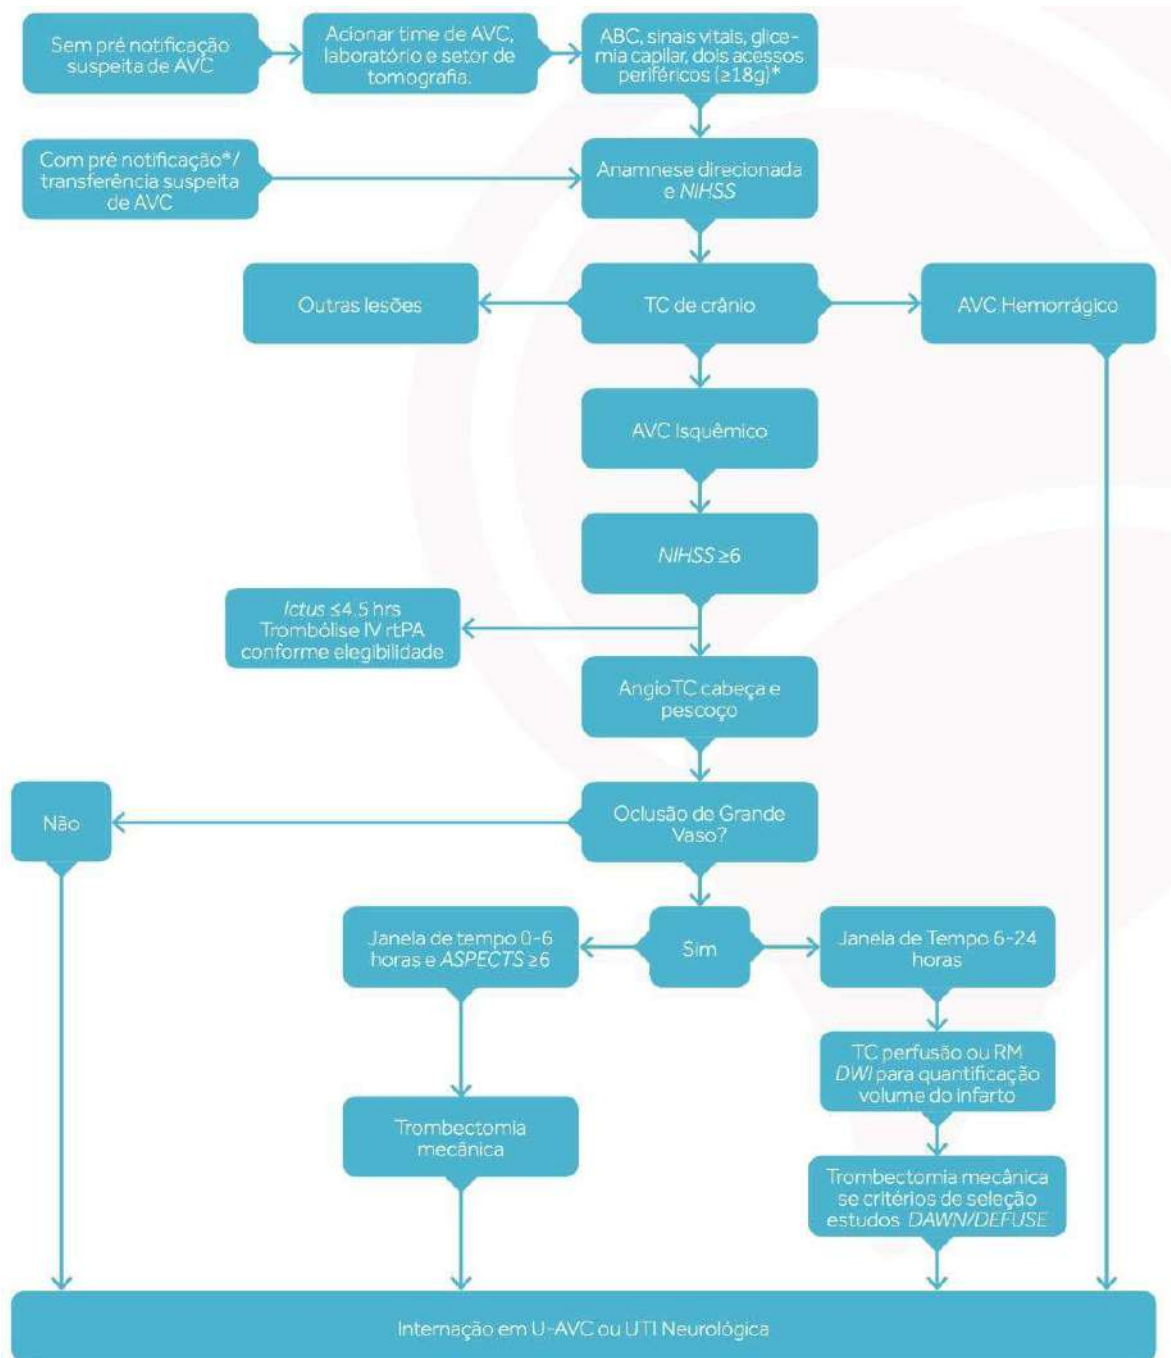 Sem pré notificação
suspeita de AVC
Acionar time de AVC,
laboratório e setor de
tomografia.
ABC, sinais vitais, glice-
mia capilar, dois acessos
periféricos (≥18g)*
Com pré notificação*/
transferência suspeita
de AVC
Anamnese direcionada
e NIHSS
Outras lesões
TC de crânio
AVC Hemorrágico
AVC Isquêmico
NIHSS ≥6
Ictus ≤4.5 hrs
Trombólise IV rtPA
conforme elegibilidade
AngioTC cabeça e
pescoço
Não
Oclusão de Grande
Vaso?
Janela de tempo 0-6
horas e ASPECTS ≥6
Sim
Janela de Tempo 6-24
horas
TC perfusão ou RM
DWI para quantificação
volume do infarto
Trombectomia
mecânica
Trombectomia mecânica
se critérios de seleção
estudos DAWN/DEFUSE
Internação em U-AVC ou UTI Neurológica